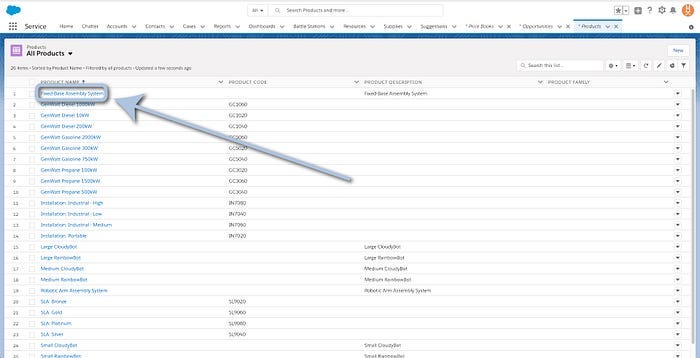 All
Search Products and more...
Service Home Chatter Accounts Contacts Cases Reports Dashboards Battle Stations Resources Supplies Suggestions * Price Books * Opportunities * Products
Products
All Products
New
26 items • Sorted by Product Name • Filtered by all products • Updated a few seconds ago
Search this list...
PRODUCT NAME PRODUCT CODE PRODUCT DESCRIPTION PRODUCT FAMILY
1 Fixed-Base Assembly System Fixed-Base Assembly System
2 GenWatt Diesel 1000kW GC1060
3 GenWatt Diesel 10kW GC1020
4 GenWatt Diesel 200kW GC1040
5 GenWatt Gasoline 2000kW GC5060
6 GenWatt Gasoline 300kW GC5020
7 GenWatt Gasoline 750kW GC5040
8 GenWatt Propane 100kW GC3020
9 GenWatt Propane 1500kW GC3060
10 GenWatt Propane 500kW GC3040
11 Installation: Industrial - High IN7080
12 Installation: Industrial - Low IN7040
13 Installation: Industrial - Medium IN7060
14 Installation: Portable IN7020
15 Large CloudyBot Large CloudyBot
16 Large RainbowBot Large RainbowBot
17 Medium CloudyBot Medium CloudyBot
18 Medium RainbowBot Medium RainbowBot
19 Robotic Arm Assembly System Robotic Arm Assembly System
20 SLA: Bronze SL9020
21 SLA: Gold SL9060
22 SLA: Platinum SL9080
23 SLA: Silver SL9040
24 Small CloudyBot Small CloudyBot
Small RainbowBot Small RainbowBot